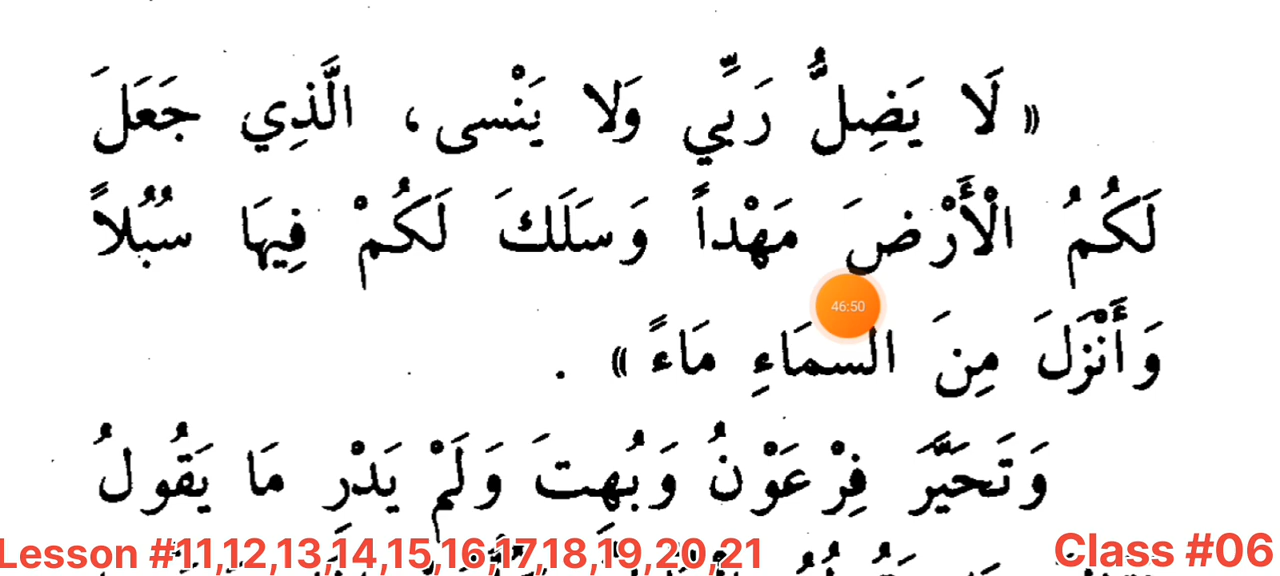 « لَا يَضِلُّ رَبِّي وَلا يَنْسى ، الَّذِي جَعَلَ
لَكُمُ الْأَرْضَ مَهْداً وَسَلَكَ لَكُمْ فِيهَا سُبُلاً
46:50
وَأَنْزَلَ مِنَ السمَاءِ مَاءً » .
وَتَحَيَّرَ فِرْعَوْنُ وَبُهِتَ وَلَمْ يَدْرِ مَا يَقُولُ
Lesson #11,12,13,14,15,16,17,18,19,20,21
Class #06